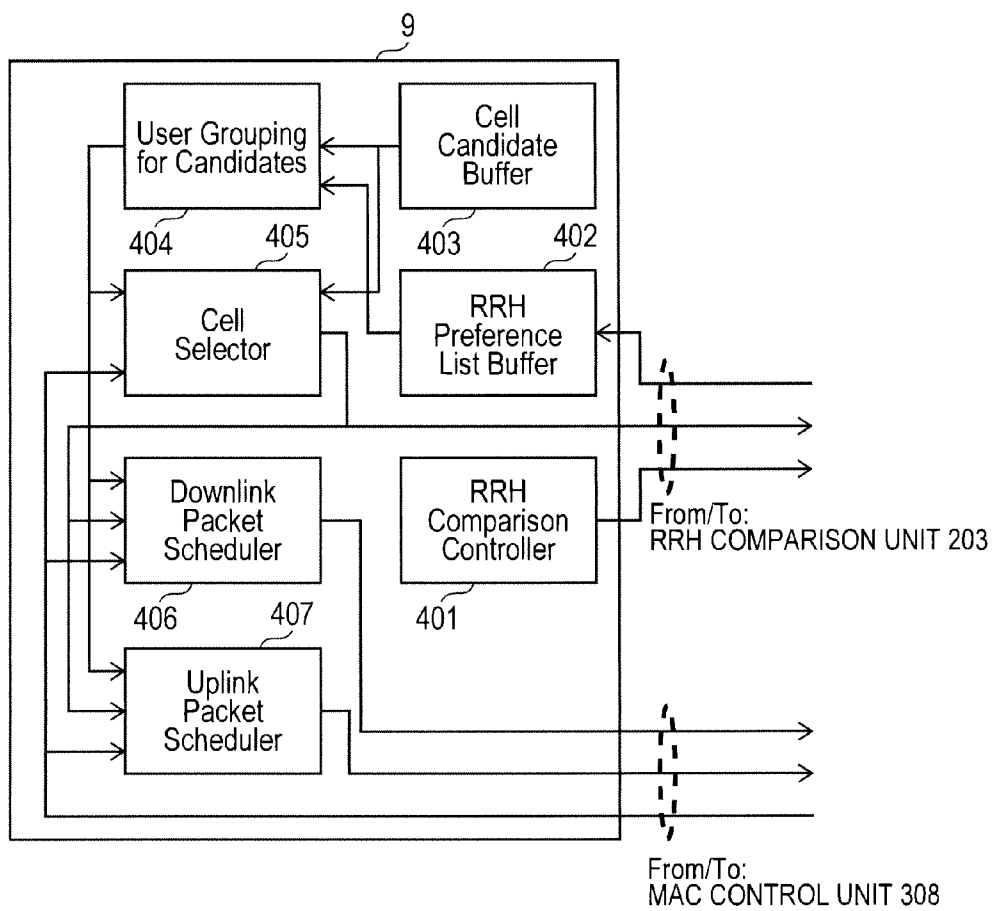 9
User Grouping
for Candidates
404
Cell
Candidate
Buffer
403
405
Cell
Selector
402
RRH
Preference
List Buffer
Downlink
Packet
Scheduler
406
RRH
Comparison
Controller
401
From/To:
RRH COMPARISON UNIT 203
407
Uplink
Packet
Scheduler
From/To:
MAC CONTROL UNIT 308